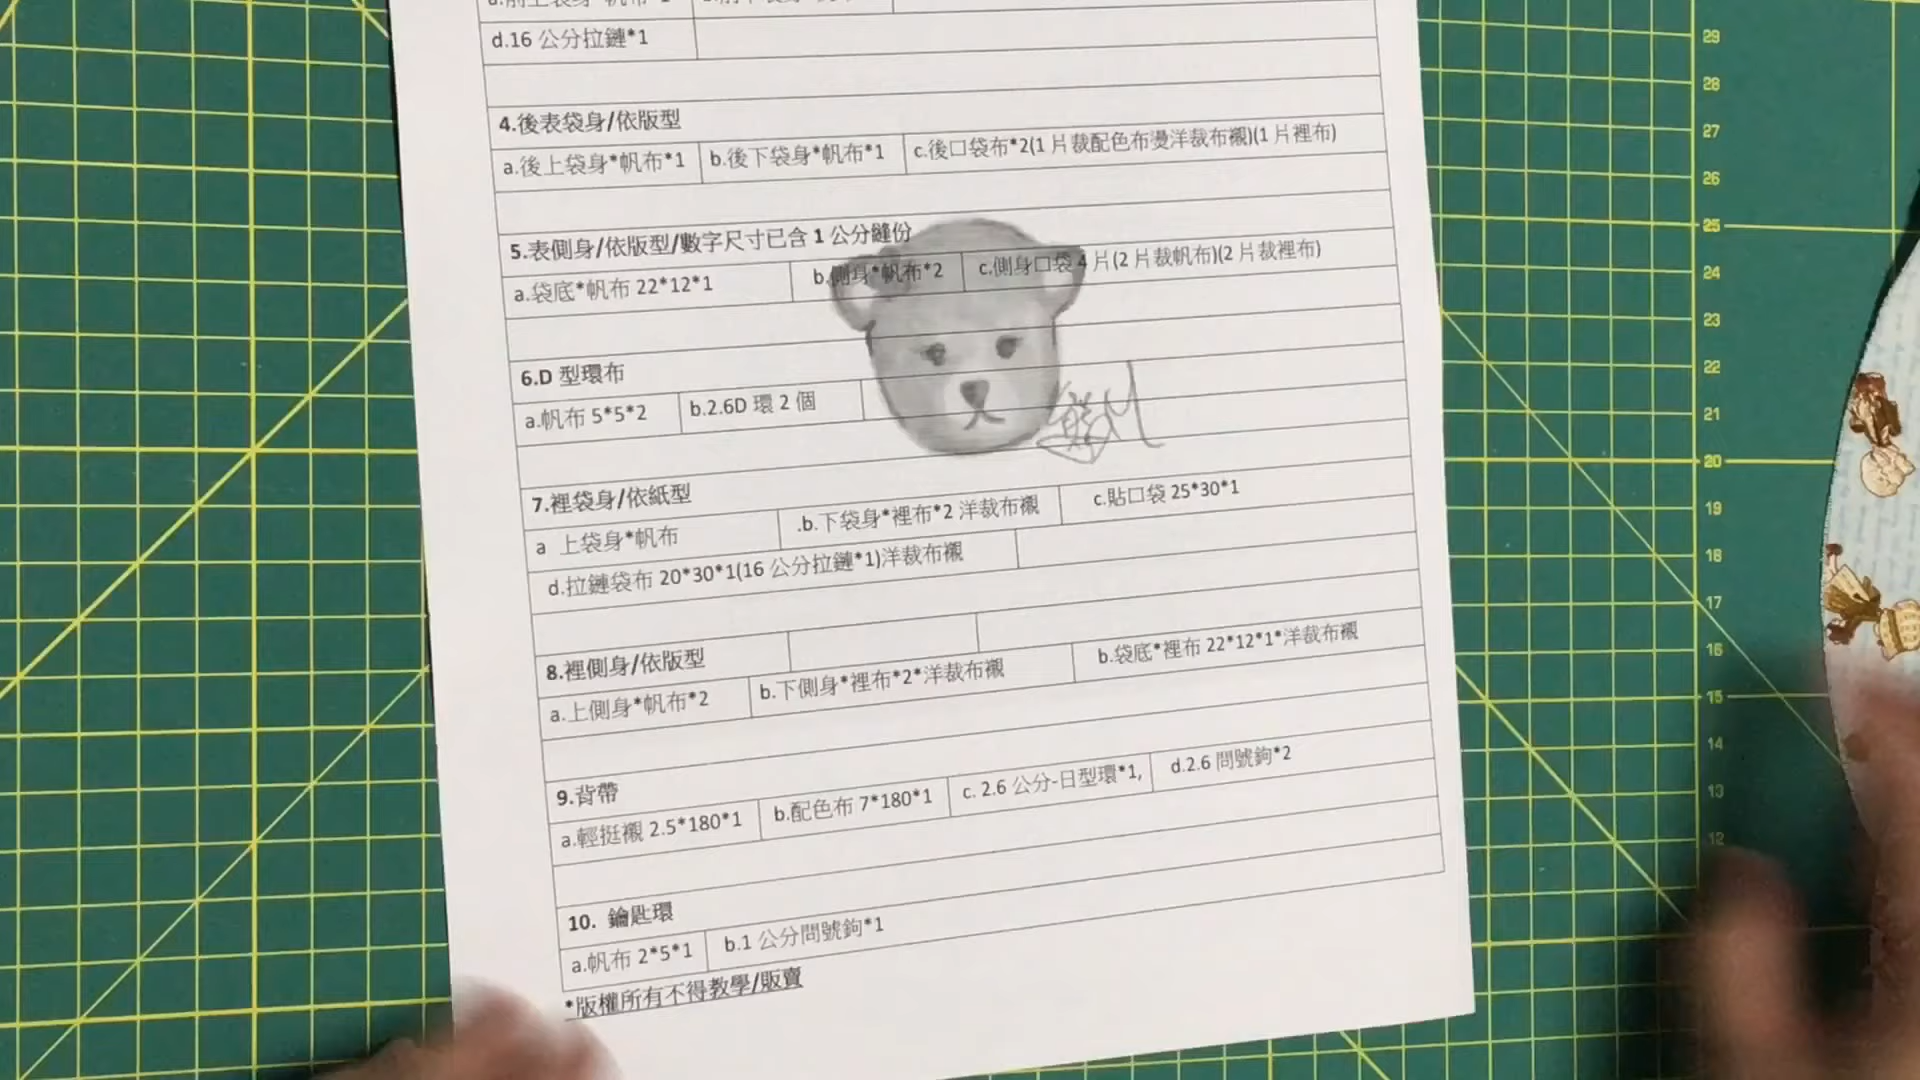 d.16 公分拉鏈*1
4.後表袋身/依版型
a.後上袋身*帆布*1 b.後下袋身*帆布*1 c.後口袋布*2(1 片裁配色布燙洋裁布襯)(1 片裡布)
5.表側身/依版型/數字尺寸已含 1 公分縫份
a.袋底*帆布 22*12*1 b.側身*帆布*2 c.側身口袋 4 片(2 片裁帆布)(2 片裁裡布)
6.D 型環布
a.帆布 5*5*2 b.2.6D 環 2 個
7.裡袋身/依紙型
a 上袋身*帆布 .b.下袋身*裡布*2 洋裁布襯 c.貼口袋 25*30*1
d.拉鏈袋布 20*30*1(16 公分拉鏈*1)洋裁布襯
8.裡側身/依版型
a.上側身*帆布*2 b.下側身*裡布*2*洋裁布襯 b.袋底*裡布 22*12*1*洋裁布襯
9.背帶
a.輕挺襯 2.5*180*1 b.配色布 7*180*1 c. 2.6 公分-日型環*1, d.2.6 問號鉤*2
10. 鑰匙環
a.帆布 2*5*1 b.1 公分問號鉤*1
*版權所有不得教學/販賣
29
28
27
26
25
24
23
22
21
20
19
18
17
16
15
14
13
12